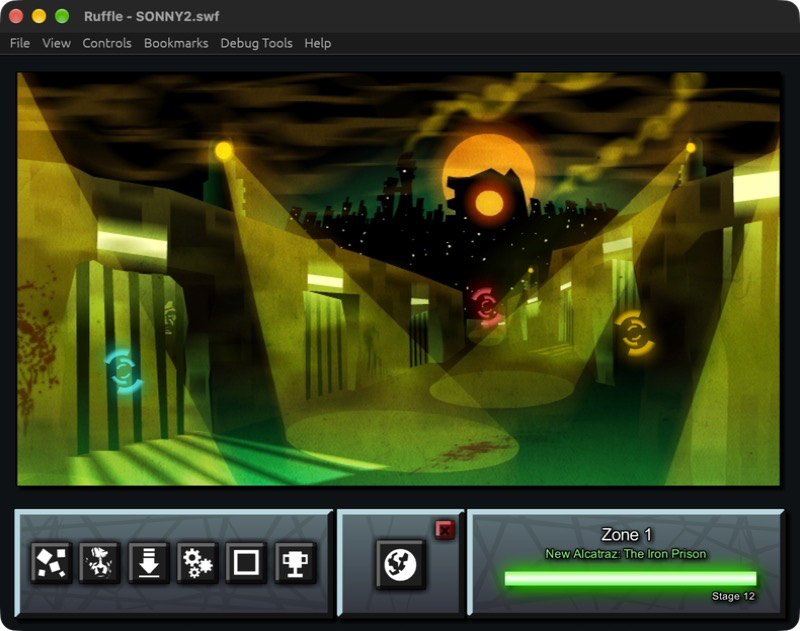 Ruffle - SONNY2.swf
File View Controls Bookmarks Debug Tools Help
Zone 1
New Alcatraz: The Iron Prison
Stage 12